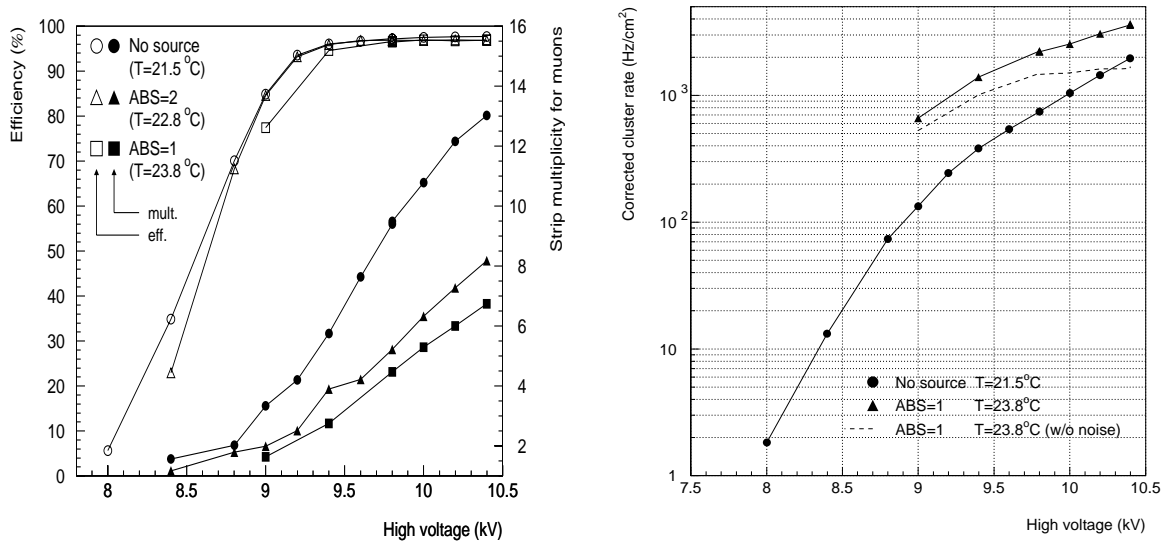 Efficiency (%)
100
90
80
70
60
50
40
30
20
10
0
No source
(T=21.5 °C)
ABS=2
(T=22.8 °C)
ABS=1
(T=23.8 °C)
mult.
eff.
16
14
12
10
8
6
4
2
Strip multiplicity for muons
8
8.5
9
9.5
10
10.5
High voltage (kV)
Corrected cluster rate (Hz/cm²)
10³
10²
10
1
No source T=21.5°C
ABS=1 T=23.8°C
ABS=1 T=23.8°C (w/o noise)
7.5
8
8.5
9
9.5
10
10.5
High voltage (kV)